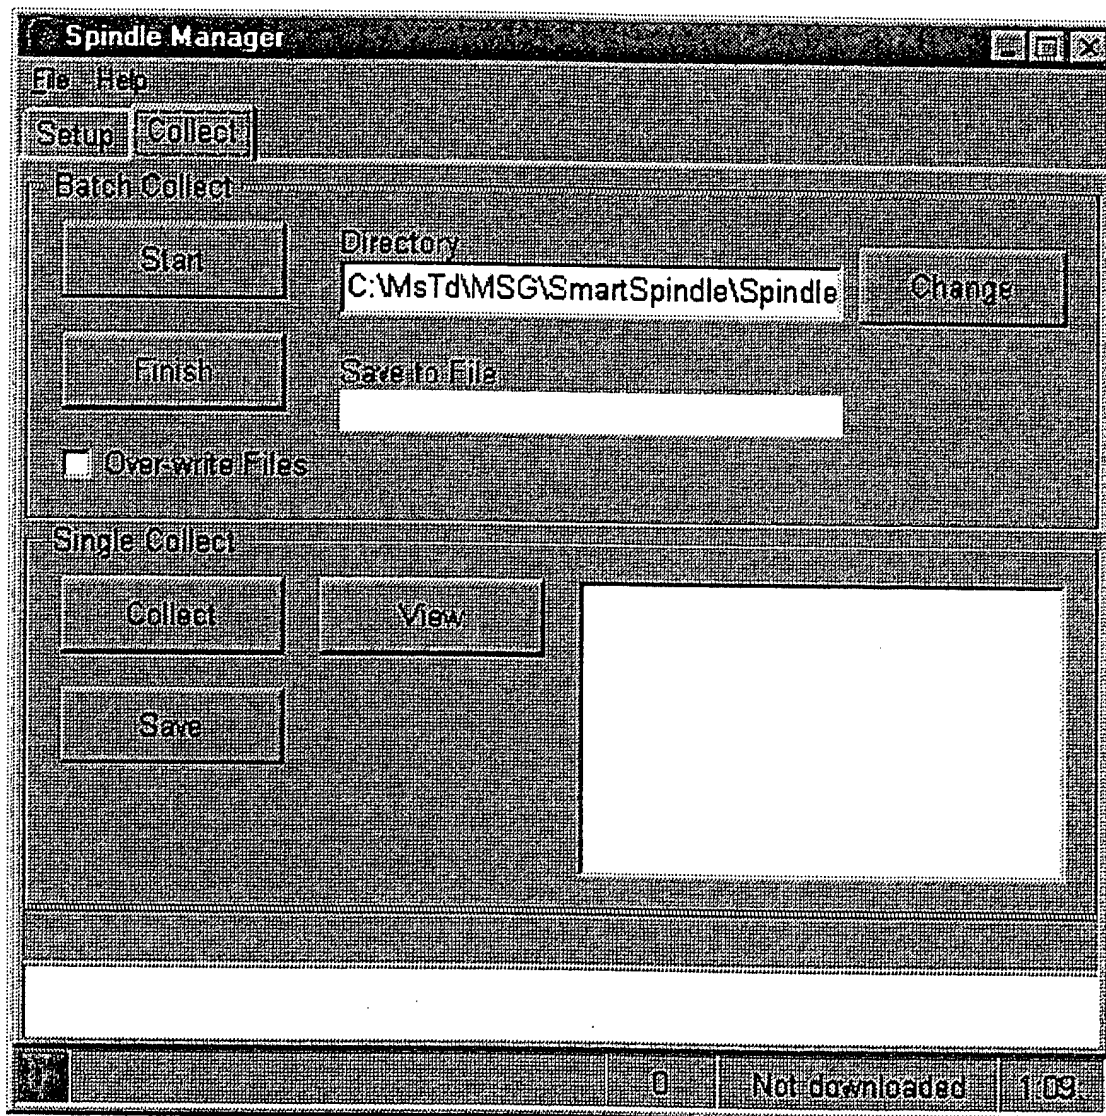 Spindle Manager
File Help
Setup Collect
Batch Collect
Start
Directory
C:\MsTd\MSG\SmartSpindle\Spindle
Change
Finish
Save to File
Over-write Files
Single Collect
Collect View
Save
0 Not downloaded 1.09.